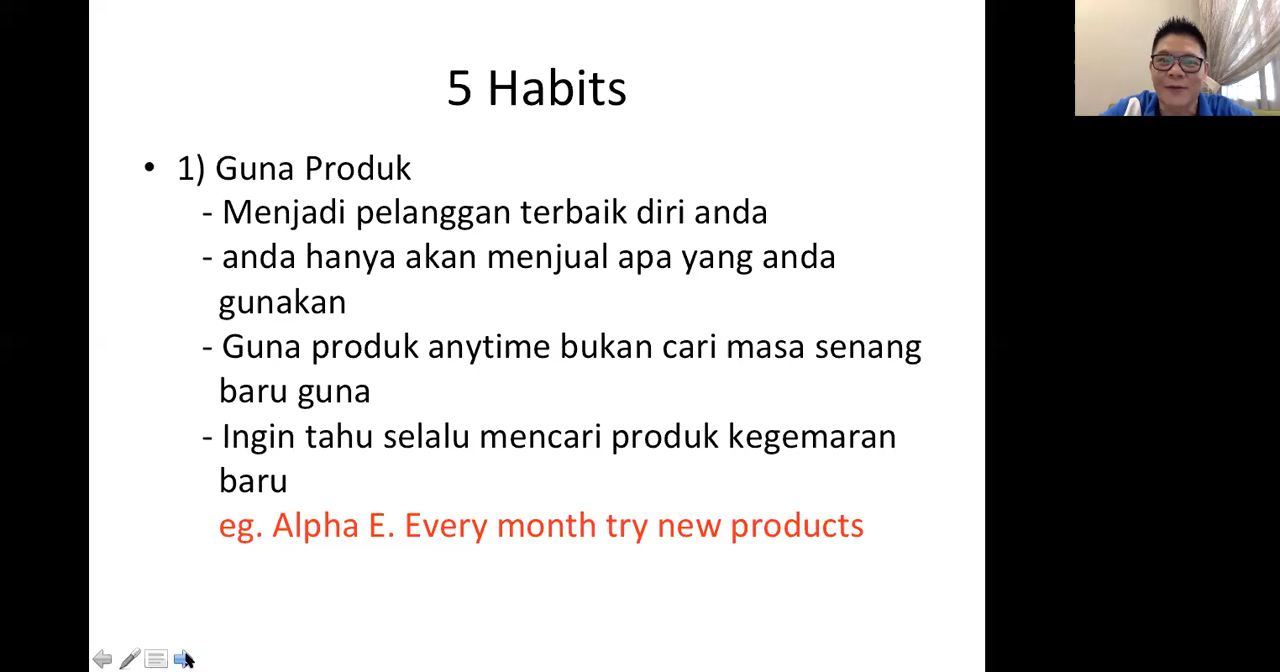 5 Habits
• 1) Guna Produk
- Menjadi pelanggan terbaik diri anda
- anda hanya akan menjual apa yang anda
gunakan
- Guna produk anytime bukan cari masa senang
baru guna
- Ingin tahu selalu mencari produk kegemaran
baru
eg. Alpha E. Every month try new products